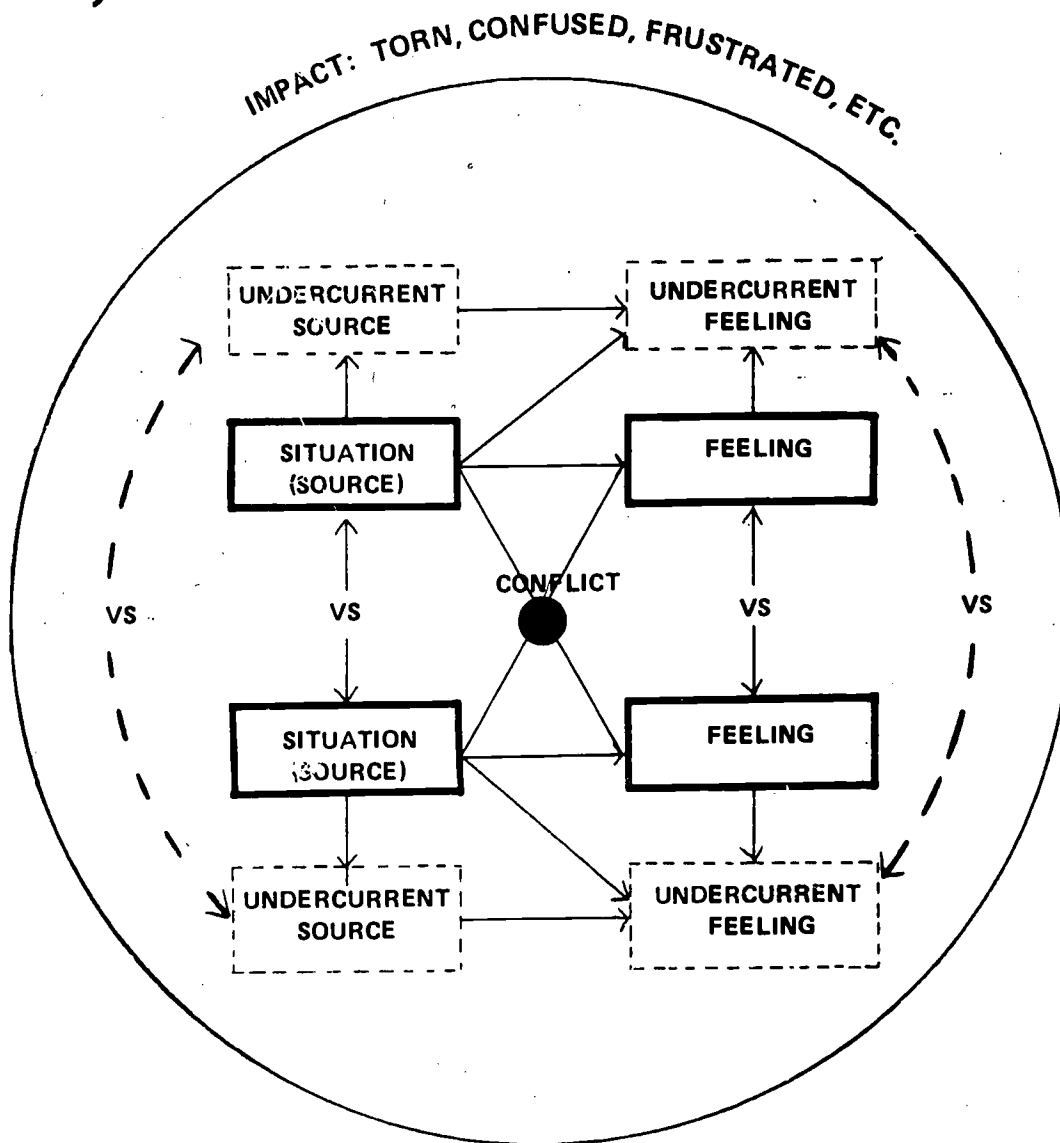 IMPACT: TORN, CONFUSED, FRUSTRATED, ETC.
UNDERCURRENT
SOURCE
UNDERCURRENT
FEELING
SITUATION
(SOURCE)
FEELING
CONFLICT
VS
VS
VS
VS
SITUATION
(SOURCE)
FEELING
UNDERCURRENT
SOURCE
UNDERCURRENT
FEELING